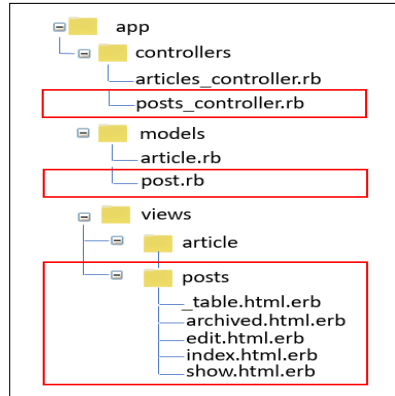 app
controllers
articles_controller.rb
posts_controller.rb
models
article.rb
post.rb
views
article
posts
_table.html.erb
archived.html.erb
edit.html.erb
index.html.erb
show.html.erb